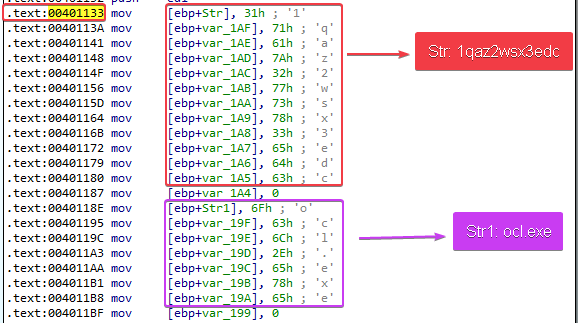 .text:00401133 mov [ebp+Str], 31h ; '1'
.text:0040113A mov [ebp+var_1AF], 71h ; 'q'
.text:00401141 mov [ebp+var_1AE], 61h ; 'a'
.text:00401148 mov [ebp+var_1AD], 7Ah ; 'z'
.text:0040114F mov [ebp+var_1AC], 32h ; '2'
.text:00401156 mov [ebp+var_1AB], 77h ; 'w'
.text:0040115D mov [ebp+var_1AA], 73h ; 's'
.text:00401164 mov [ebp+var_1A9], 78h ; 'x'
.text:0040116B mov [ebp+var_1A8], 33h ; '3'
.text:00401172 mov [ebp+var_1A7], 65h ; 'e'
.text:00401179 mov [ebp+var_1A6], 64h ; 'd'
.text:00401180 mov [ebp+var_1A5], 63h ; 'c'
.text:00401187 mov [ebp+var_1A4], 0
.text:0040118E mov [ebp+Str1], 6Fh ; 'o'
.text:00401195 mov [ebp+var_19F], 63h ; 'c'
.text:0040119C mov [ebp+var_19E], 6Ch ; 'l'
.text:004011A3 mov [ebp+var_19D], 2Eh ; '.'
.text:004011AA mov [ebp+var_19C], 65h ; 'e'
.text:004011B1 mov [ebp+var_19B], 78h ; 'x'
.text:004011B8 mov [ebp+var_19A], 65h ; 'e'
.text:004011BF mov [ebp+var_199], 0
Str: 1qaz2wsx3edc
Str1: ocl.exe